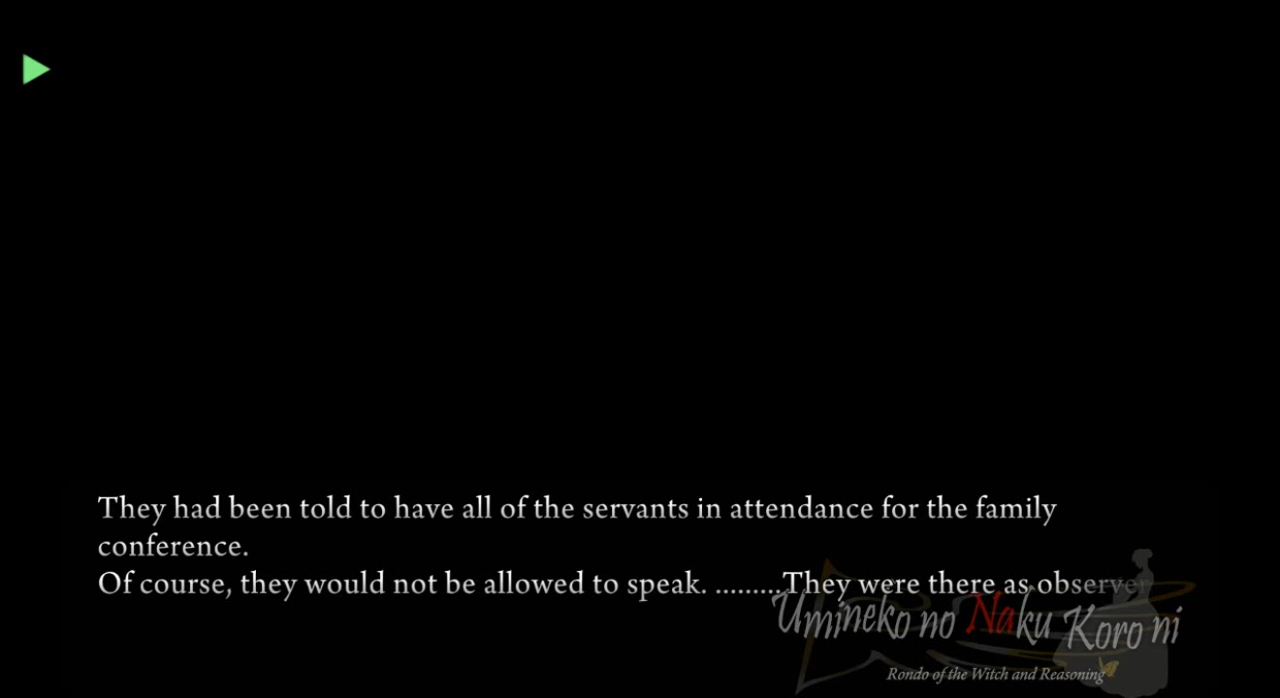 They had been told to have all of the servants in attendance for the family
conference.
Of course, they would not be allowed to speak. .........They were there as observer
Umineko no Naku Koro ni
Rondo of the Witch and Reasoning